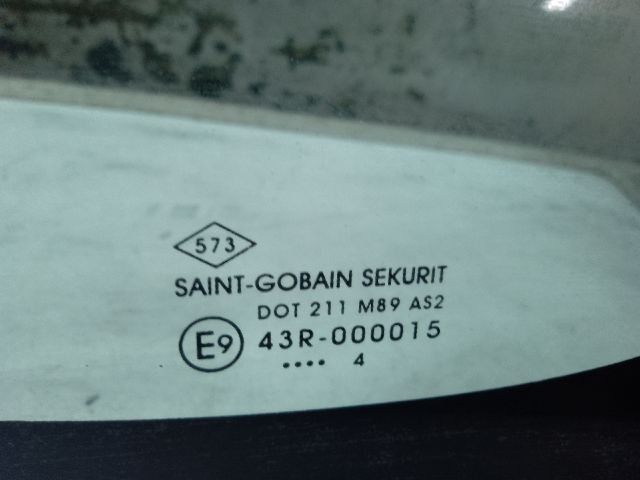 573
SAINT-GOBAIN SEKURIT
DOT 211 M89 AS2
E9 43R-000015
.... 4